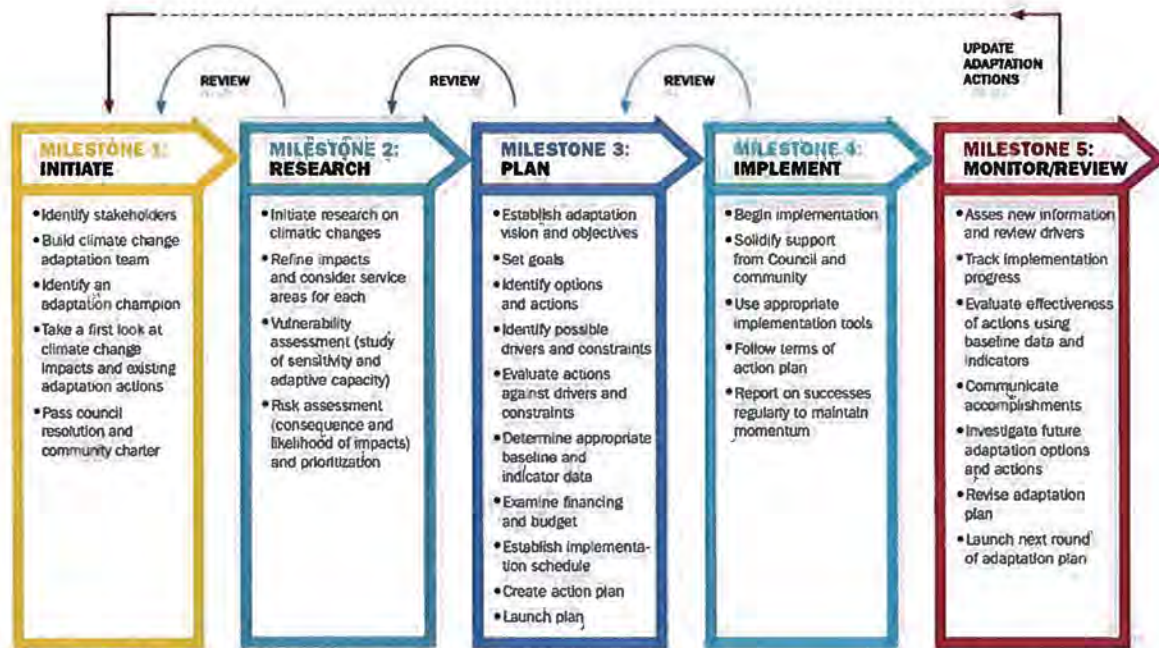 UPDATE
ADAPTATION
ACTIONS
REVIEW
REVIEW
REVIEW
MILESTONE 1:
INITIATE
• Identify stakeholders
• Build climate change
adaptation team
• Identify an
adaptation champion
• Take a first look at
climate change
impacts and existing
adaptation actions
• Pass council
resolution and
community charter
MILESTONE 2:
RESEARCH
• Initiate research on
climatic changes
• Refine impacts
and consider service
areas for each
• Vulnerability
assessment (study
of sensitivity and
adaptive capacity)
• Risk assessment
(consequence and
likelihood of impacts)
and prioritization
MILESTONE 3:
PLAN
• Establish adaptation
vision and objectives
• Set goals
• Identify options
and actions
• Identify possible
drivers and constraints
• Evaluate actions
against drivers and
constraints
• Determine appropriate
baseline and
indicator data
• Examine financing
and budget
• Establish implementa-
tion schedule
• Create action plan
• Launch plan
MILESTONE 4:
IMPLEMENT
• Begin implementation
• Solidify support
from Council and
community
• Use appropriate
implementation tools
• Follow terms of
action plan
• Report on successes
regularly to maintain
momentum
MILESTONE 5:
MONITOR/REVIEW
• Asses new information
and review drivers
• Track implementation
progress
• Evaluate effectiveness
of actions using
baseline data and
indicators
• Communicate
accomplishments
• Investigate future
adaptation options
and actions
• Revise adaptation
plan
• Launch next round
of adaptation plan